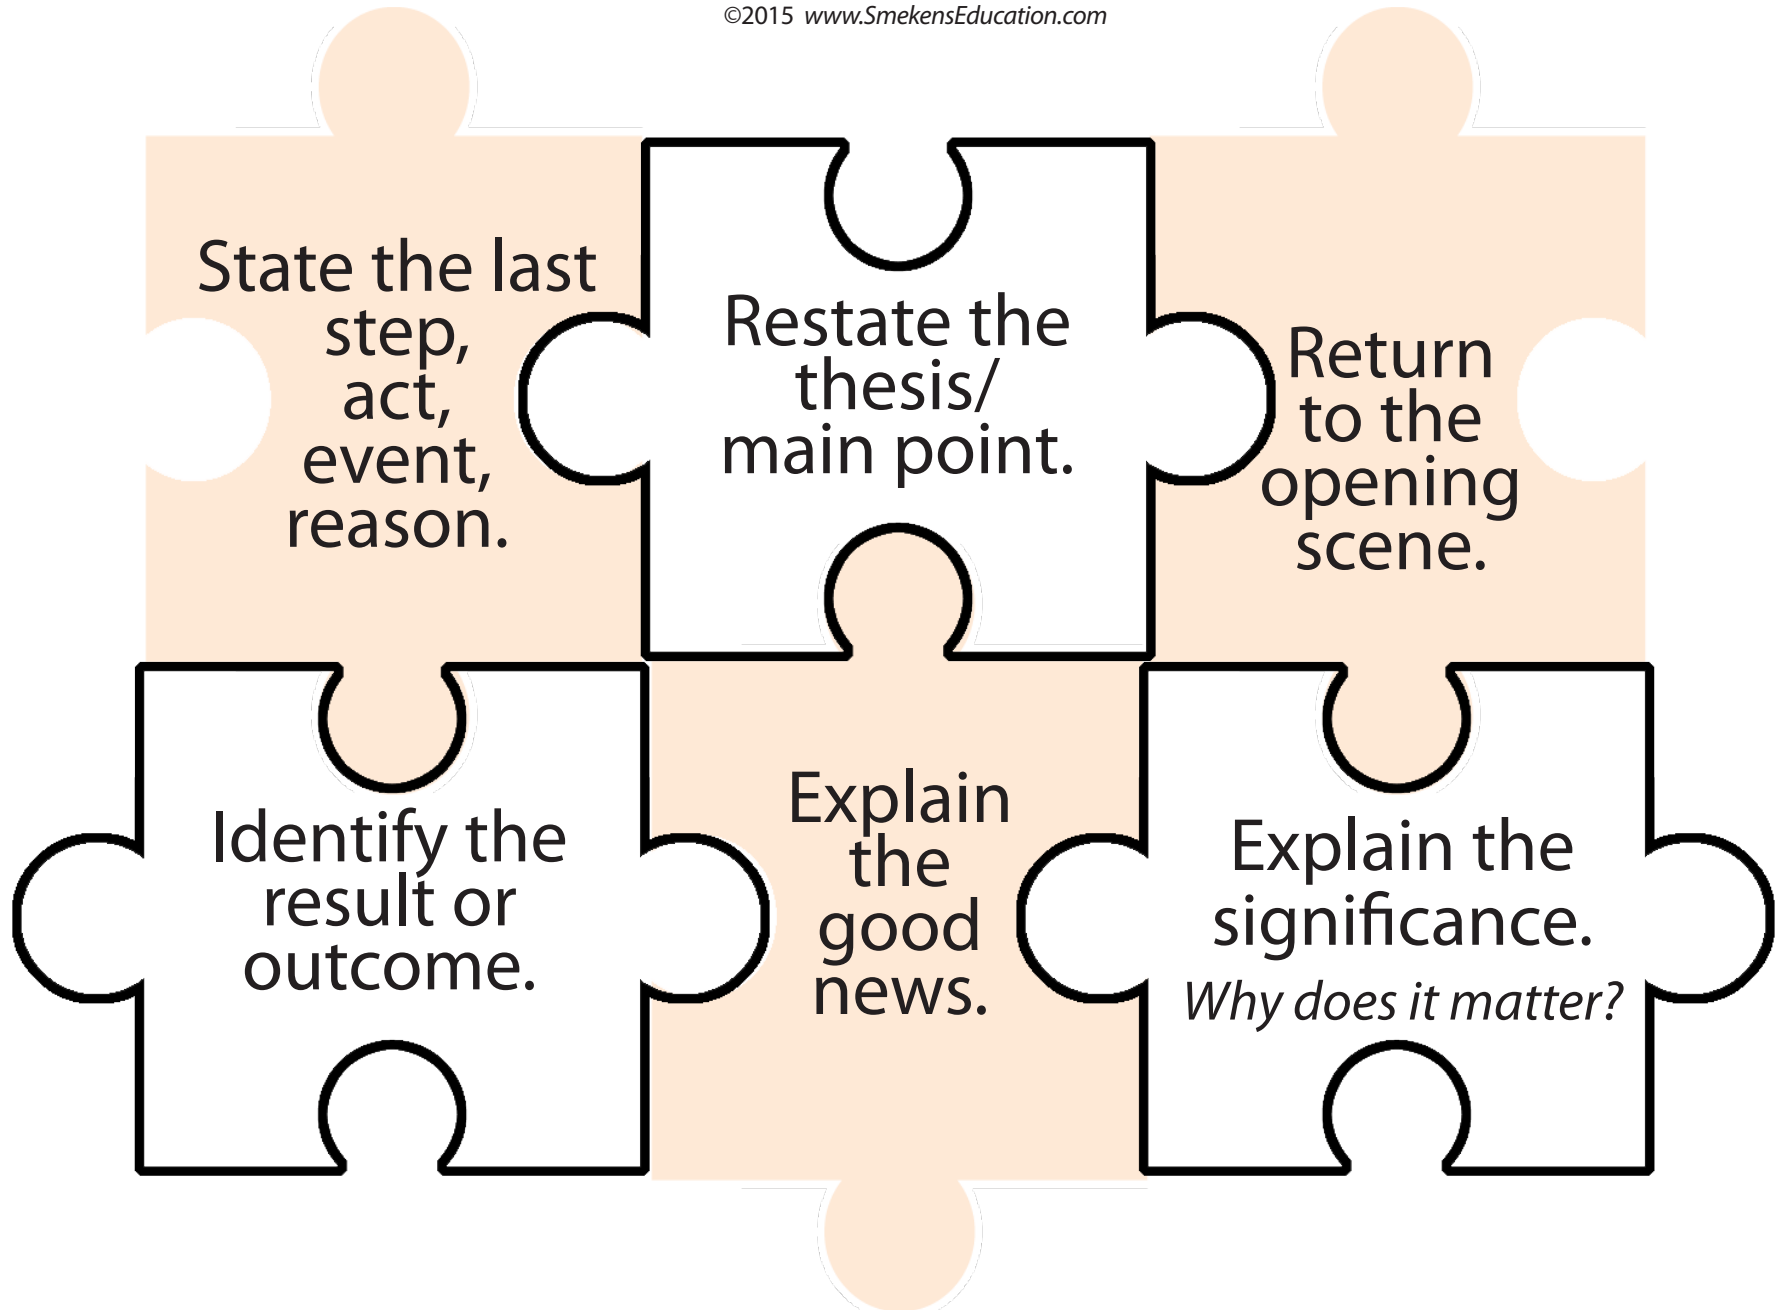 ©2015 www.SmekensEducation.com
State the last
step,
act,
event,
reason.
Restate the
thesis/
main point.
Return
to the
opening
scene.
Identify the
result or
outcome.
Explain
the
good
news.
Explain the
significance.
Why does it matter?